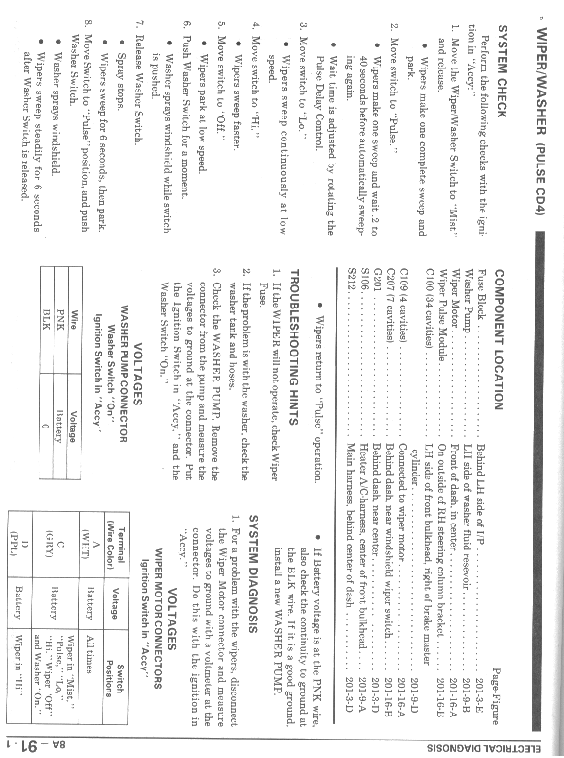 WIPER/WASHER (PULSE CD4)
SYSTEM CHECK
Perform the following checks with the igni-
tion in "Accy:"
1. Move the Wiper/Washer Switch to "Mist,"
and release.
• Wipers make one complete sweep and
park.
2. Move switch to "Pulse."
• Wipers make one sweep and wait, 2 to
40 seconds before automatically sweep-
ing again.
• Wait time is adjusted by rotating the
Pulse Delay Control.
3. Move switch to "Lo."
• Wipers sweep continuously at low
speed.
4. Move switch to "Hi."
• Wipers sweep faster.
5. Move switch to "Off."
• Wipers park at low speed.
6. Push Washer Switch for a moment.
• Washer sprays windshield while switch
is pushed.
7. Release Washer Switch.
• Spray stops.
• Wipers sweep for 6 seconds, then park.
8. Move Switch to "Pulse" position, and push
Washer Switch.
• Washer sprays windshield.
• Wipers sweep steadily for 6 seconds
after Washer Switch is released.
• Wipers return to "Pulse" operation.
COMPONENT LOCATION
Page-Figure
Fuse Block Behind LH side of I/P 201-3-E
Washer Pump LH side of washer fluid reservoir 201-9-B
Wiper Motor Front of dash, in center 201-16-A
Wiper Pulse Module On outside of RH steering column bracket 201-16-E
C100 (34 cavities) LH side of front bulkhead, right of brake master
cylinder 201-9-D
C109 (4 cavities) Connected to wiper motor 201-16-A
C207 (7 cavities) Behind dash, near windshield wiper switch 201-16-E
G201 Behind dash, near center 201-3-D
S106 Heater A/C harness, center of front bulkhead 201-9-A
S212 Main harness, behind center of dash 201-3-D
TROUBLESHOOTING HINTS
1. If the WIPER will not operate, check Wiper
Fuse.
2. If the problem is with the washer, check the
washer tank and hoses.
3. Check the WASHER PUMP. Remove the
connector from the pump and measure the
voltages to ground at the connector. Put
the Ignition Switch in "Accy," and the
Washer Switch "On."
VOLTAGES
WASHER PUMP CONNECTOR
Washer Switch "On"
Ignition Switch in "Accy"
Wire Voltage
PNK Battery
BLK 0
• If Battery voltage is at the PNK wire,
also check the continuity to ground at
the BLK wire. If it is a good ground,
install a new WASHER PUMP.
SYSTEM DIAGNOSIS
1. For a problem with the wipers, disconnect
the Wiper Motor connector and measure
voltages to ground with a voltmeter at the
connector. Do this with the ignition in
"Accy."
VOLTAGES
WIPER MOTOR CONNECTORS
Ignition Switch in "Accy"
Terminal (Wire Color) Voltage Switch Positions
A (WHT) Battery All times
C (GRY) Battery Wiper in "Mist,"
"Pulse," "Lo,"
"Hi," Wiper "Off"
and Washer "On."
D (PPL) Battery Wiper in "Hi"
ELECTRICAL DIAGNOSIS
8A – 91 - 1